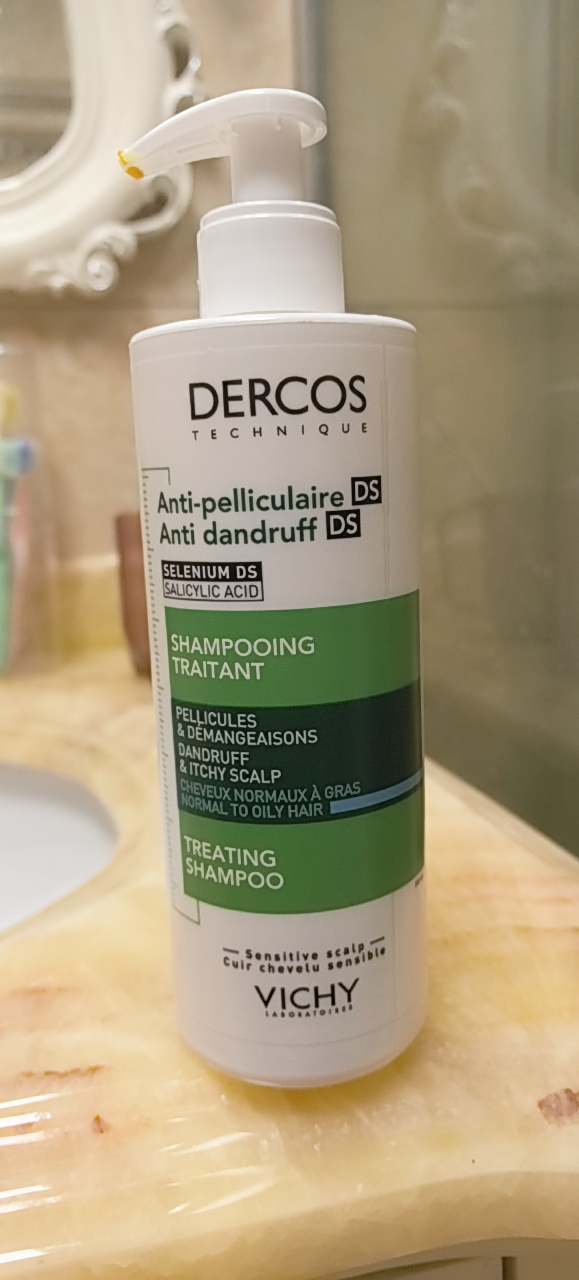 DERCOS
TECHNIQUE
Anti-pelliculaire DS
Anti dandruff DS
SELENIUM DS
SALICYLIC ACID
SHAMPOOING
TRAITANT
PELLICULES
& DÉMANGEAISONS
DANDRUFF
& ITCHY SCALP
CHEVEUX NORMAUX À GRAS
NORMAL TO OILY HAIR
TREATING
SHAMPOO
Sensitive scalp
Cuir chevelu sensible
VICHY
LABORATOIRES